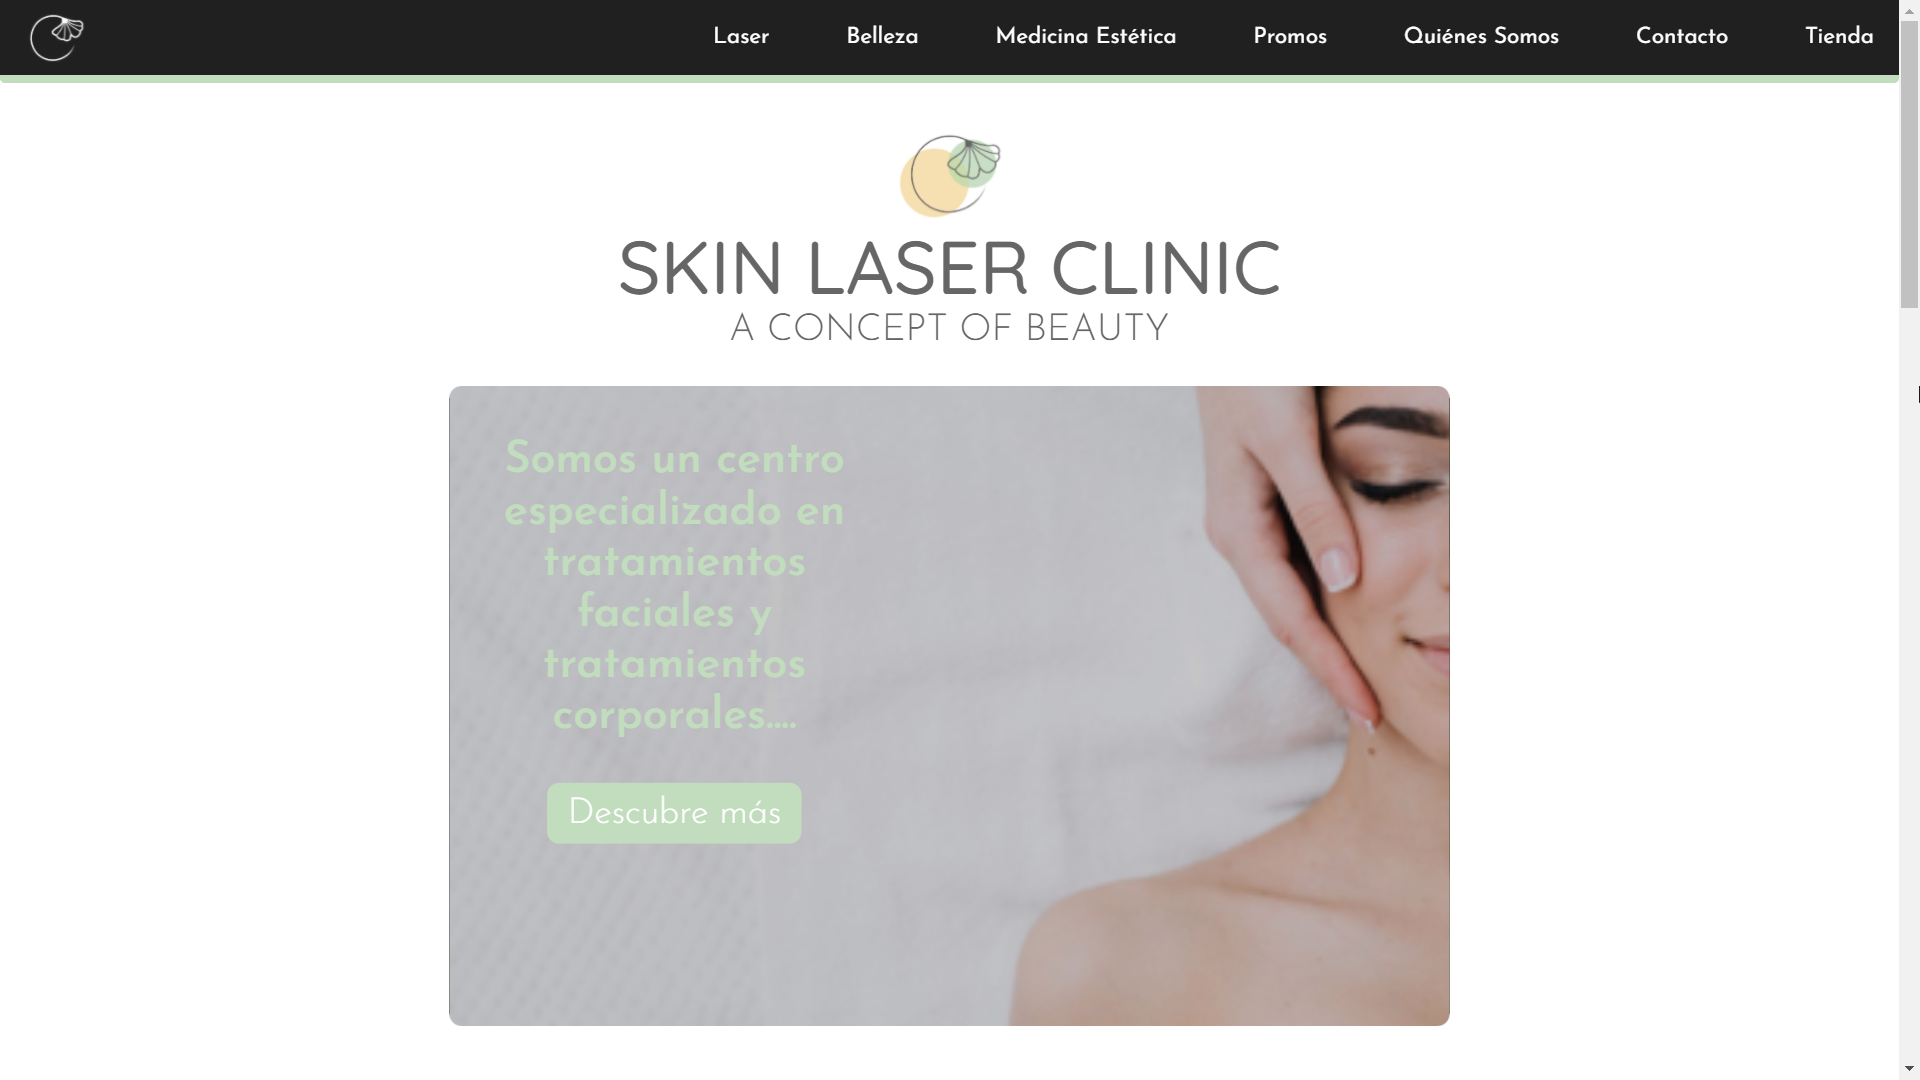 Laser Belleza Medicina Estética Promos Quiénes Somos Contacto Tienda
SKIN LASER CLINIC
A CONCEPT OF BEAUTY
Somos un centro
especializado en
tratamientos
faciales y
tratamientos
corporales....
Descubre más